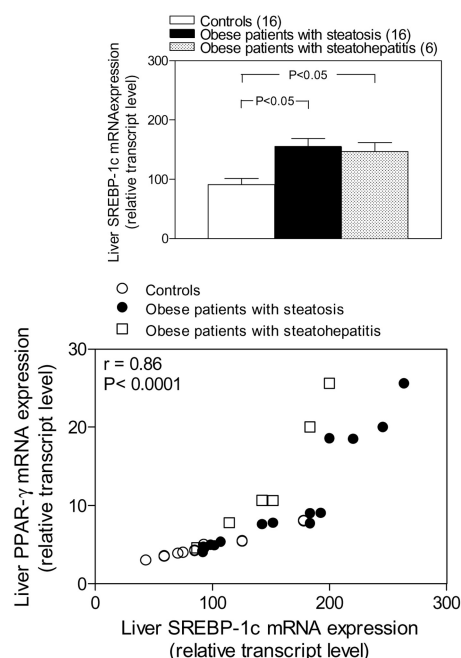 Controls (16)
Obese patients with steatosis (16)
Obese patients with steatohepatitis (6)
P<0.05
P<0.05
Liver SREBP-1c mRNAexpression
(relative transcript level)
300
200
100
0
Controls
Obese patients with steatosis
Obese patients with steatohepatitis
r = 0.86
P< 0.0001
Liver PPAR-γ mRNA expression
(relative transcript level)
30
20
10
0
0 100 200 300
Liver SREBP-1c mRNA expression
(relative transcript level)